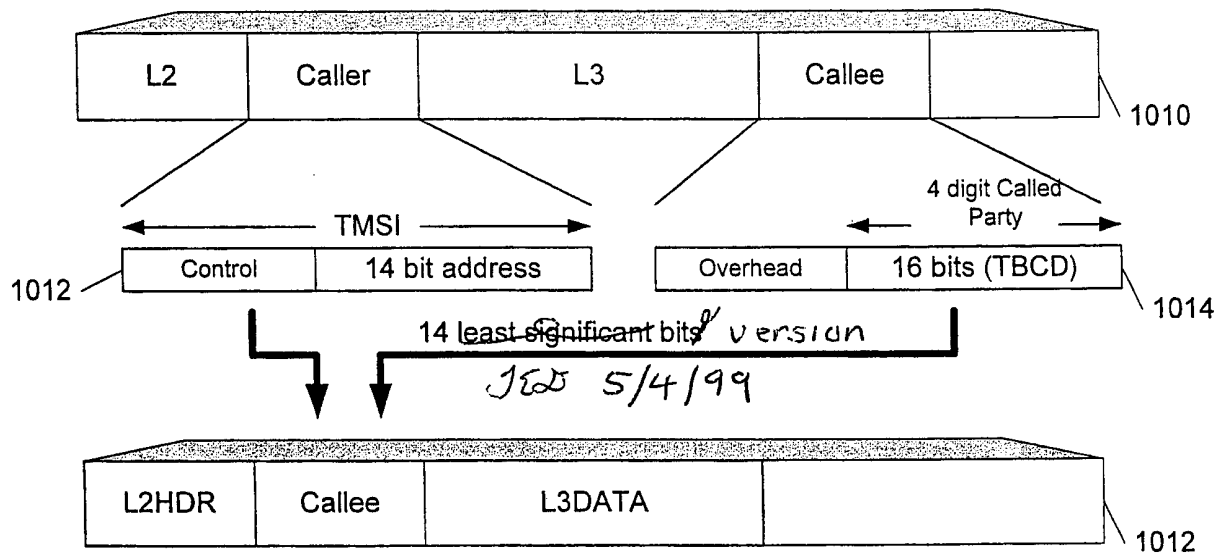 L2 Caller L3 Callee
1010
4 digit Called
Party
TMSI
Control 14 bit address
1012
Overhead 16 bits (TBCD)
1014
14 least significant bits version
JED 5/4/99
L2HDR Callee L3DATA
1012